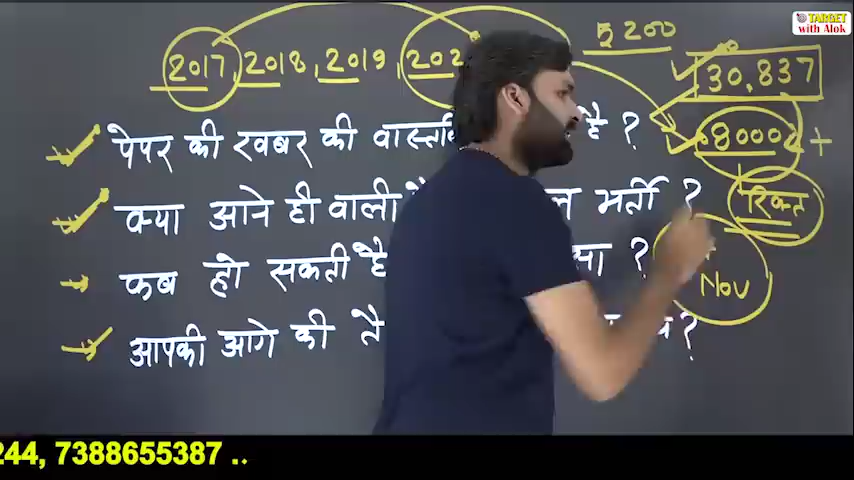 TARGET
with Alok
5200
2017, 2018, 2019, 202
30,837
8000 +
पेपर की खबर की है ?
क्या आने ही वाली भर्ती ?
रिक्त
कब हो सकती है ?
Nov
आपकी आगे की ?
244, 7388655387 ..